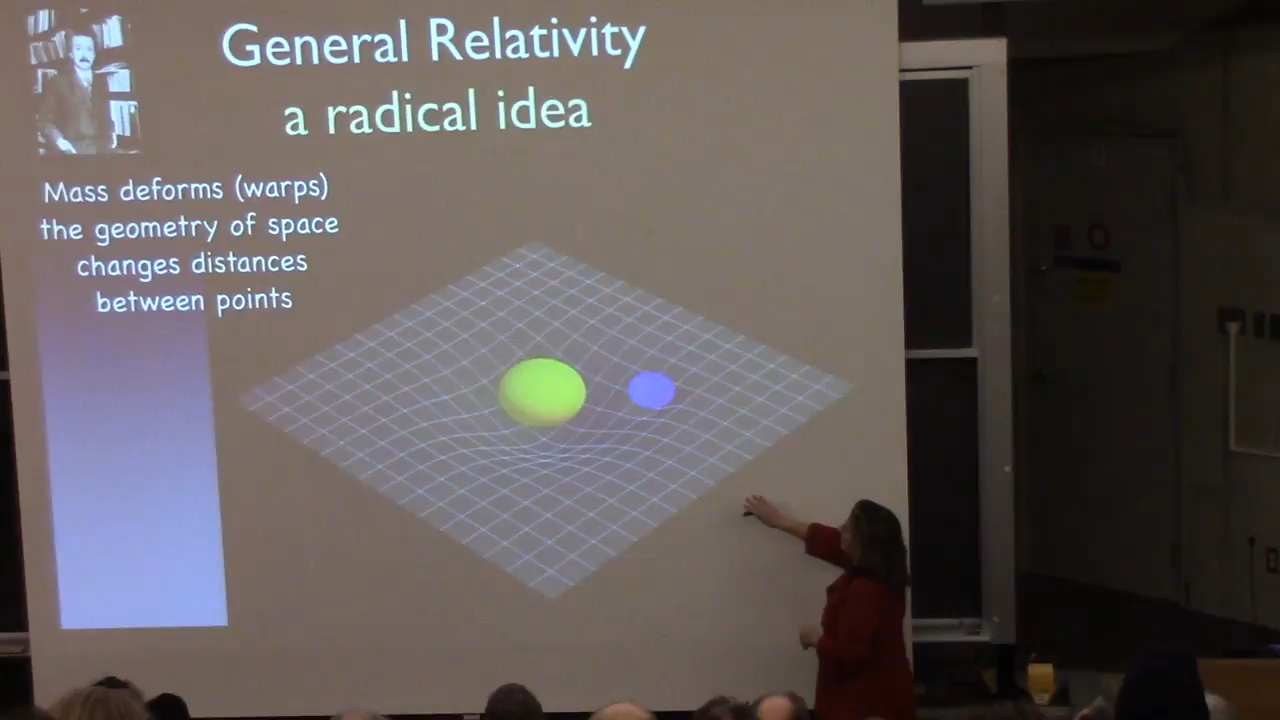 General Relativity
a radical idea
Mass deforms (warps)
the geometry of space
changes distances
between points